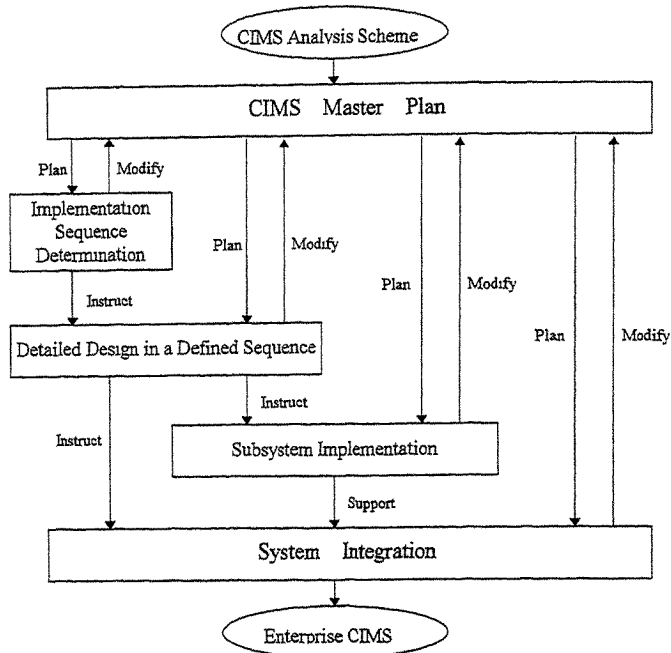 CIMS Analysis Scheme
CIMS Master Plan
Plan
Modify
Implementation
Sequence
Determination
Plan
Modify
Plan
Modify
Plan
Modify
Instruct
Detailed Design in a Defined Sequence
Instruct
Instruct
Subsystem Implementation
Support
System Integration
Enterprise CIMS